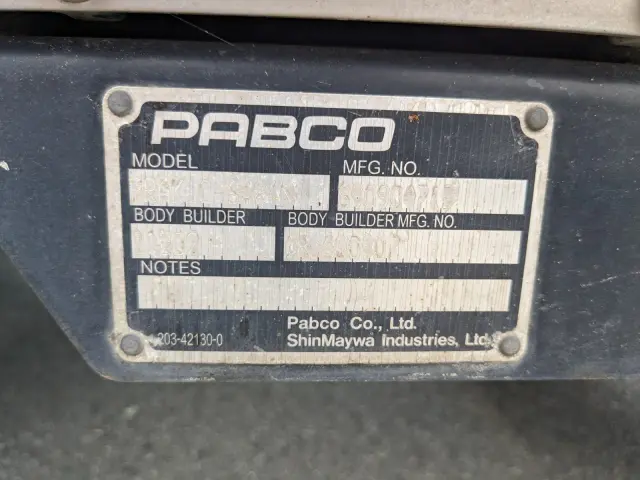 PABCO
MODEL MFG. NO.
BODY BUILDER BODY BUILDER MFG. NO.
NOTES
203-42130-0
Pabco Co., Ltd.
ShinMaywa Industries, Ltd.